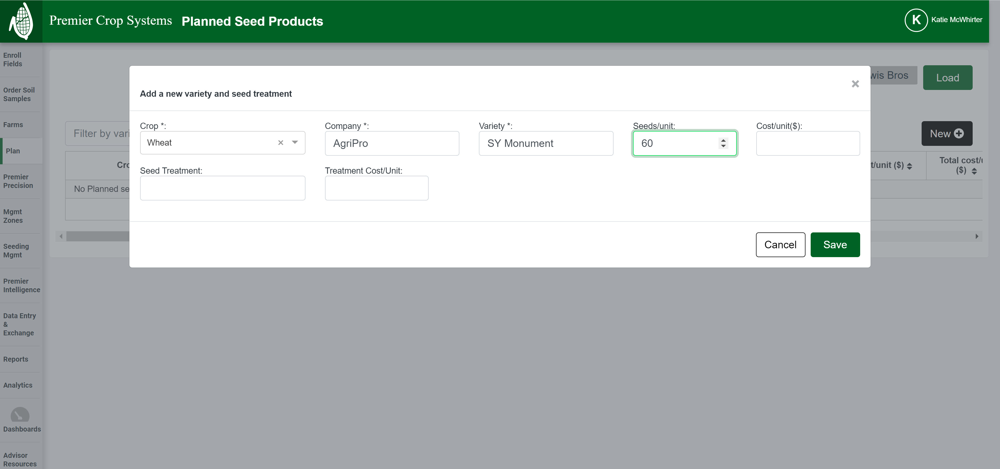 Premier Crop Systems Planned Seed Products
K Katie McWhirter
Enroll
Fields
Order Soil
Samples
Farms
Plan
Premier
Precision
Mgmt
Zones
Seeding
Mgmt
Premier
Intelligence
Data Entry
&
Exchange
Reports
Analytics
Dashboards
Advisor
Resources
wis Bros Load
Filter by vari
New
Cro
t/unit ($)
Total cost/u
($)
No Planned se
Add a new variety and seed treatment
×
Crop *: Company *: Variety *: Seeds/unit: Cost/unit($):
Wheat × AgriPro SY Monument 60
Seed Treatment: Treatment Cost/Unit:
Cancel Save